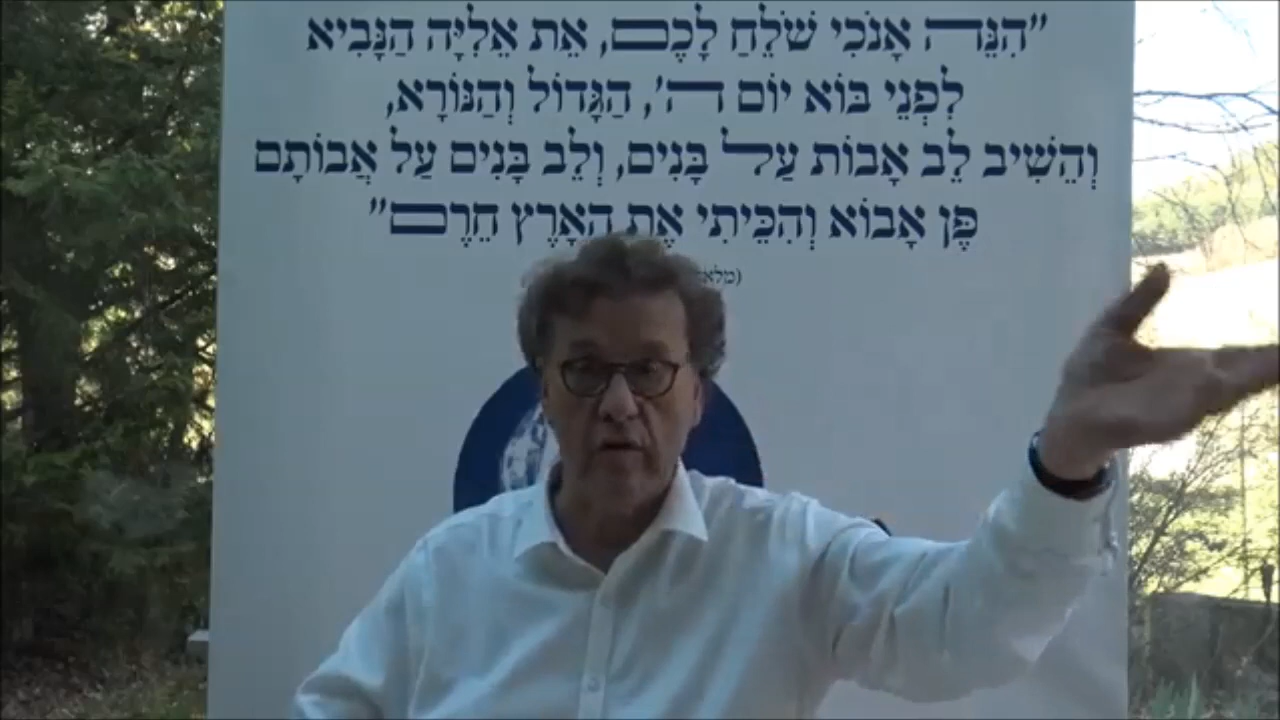 "הִנֵּה אָנֹכִי שֹׁלֵחַ לָכֶם, אֵת אֵלִיָּה הַנָּבִיא
לִפְנֵי בּוֹא יוֹם ה', הַגָּדוֹל וְהַנּוֹרָא,
וְהֵשִׁיב לֵב אָבוֹת עַל בָּנִים, וְלֵב בָּנִים עַל אֲבוֹתָם
פֶּן אָבוֹא וְהִכֵּיתִי אֶת הָאָרֶץ חֵרֶם"